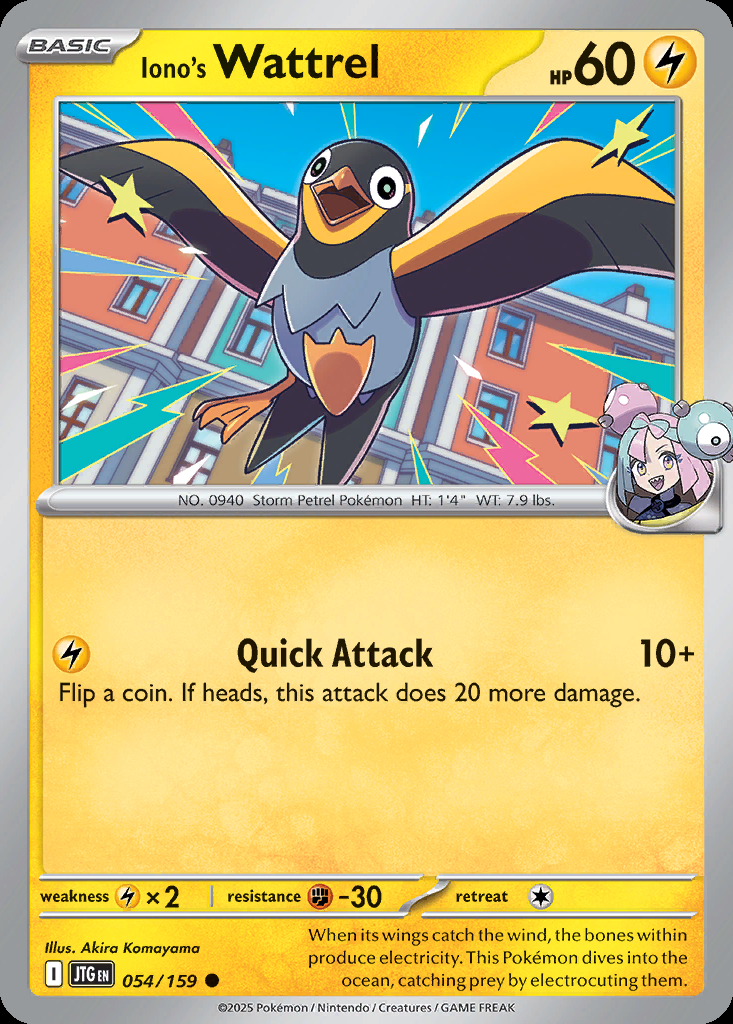 BASIC
Iono's Wattrel
HP 60
NO. 0940 Storm Petrel Pokémon HT: 1'4" WT: 7.9 lbs.
Quick Attack 10+
Flip a coin. If heads, this attack does 20 more damage.
weakness ×2 resistance -30 retreat
Illus. Akira Komayama
I JTG EN 054/159
When its wings catch the wind, the bones within
produce electricity. This Pokémon dives into the
ocean, catching prey by electrocuting them.
©2025 Pokémon / Nintendo / Creatures / GAME FREAK